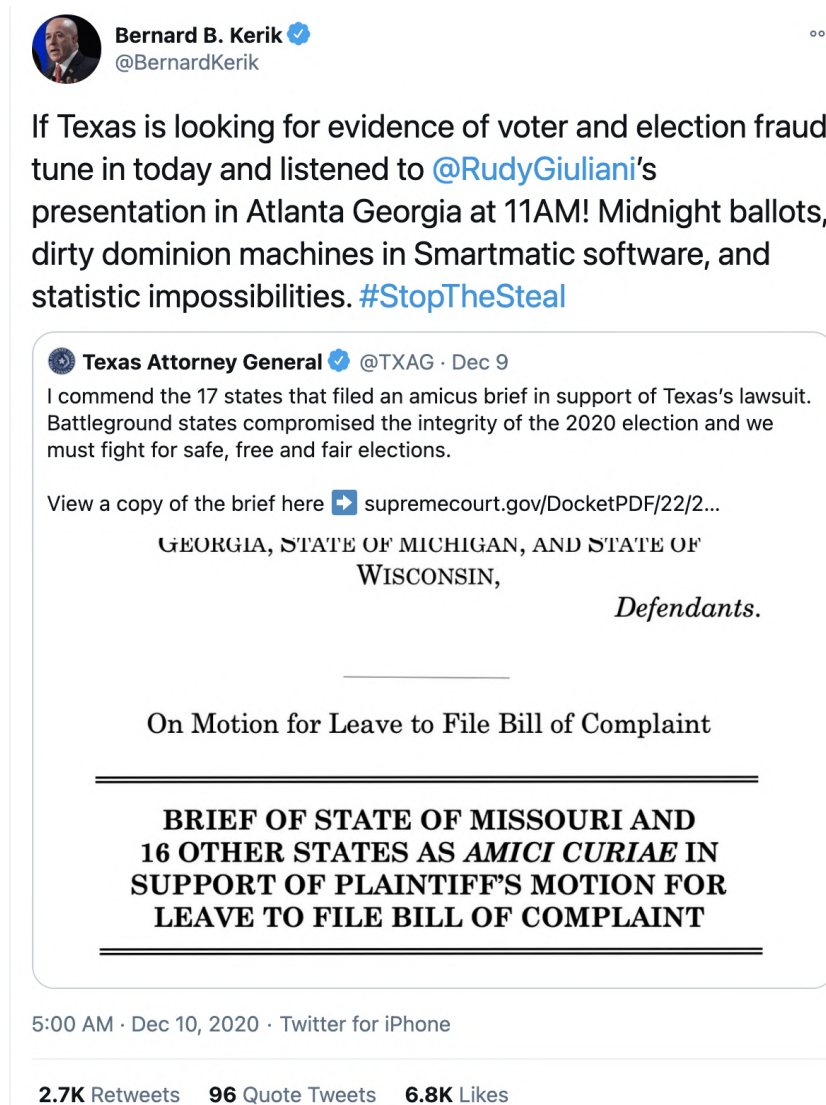 Bernard B. Kerik
@BernardKerik
If Texas is looking for evidence of voter and election fraud
tune in today and listened to @RudyGiuliani's
presentation in Atlanta Georgia at 11AM! Midnight ballots,
dirty dominion machines in Smartmatic software, and
statistic impossibilities. #StopTheSteal
Texas Attorney General @TXAG · Dec 9
I commend the 17 states that filed an amicus brief in support of Texas's lawsuit.
Battleground states compromised the integrity of the 2020 election and we
must fight for safe, free and fair elections.
View a copy of the brief here ➡ supremecourt.gov/DocketPDF/22/2...
GEORGIA, STATE OF MICHIGAN, AND STATE OF
WISCONSIN,
Defendants.
On Motion for Leave to File Bill of Complaint
BRIEF OF STATE OF MISSOURI AND
16 OTHER STATES AS AMICI CURIAE IN
SUPPORT OF PLAINTIFF'S MOTION FOR
LEAVE TO FILE BILL OF COMPLAINT
5:00 AM · Dec 10, 2020 · Twitter for iPhone
2.7K Retweets 96 Quote Tweets 6.8K Likes